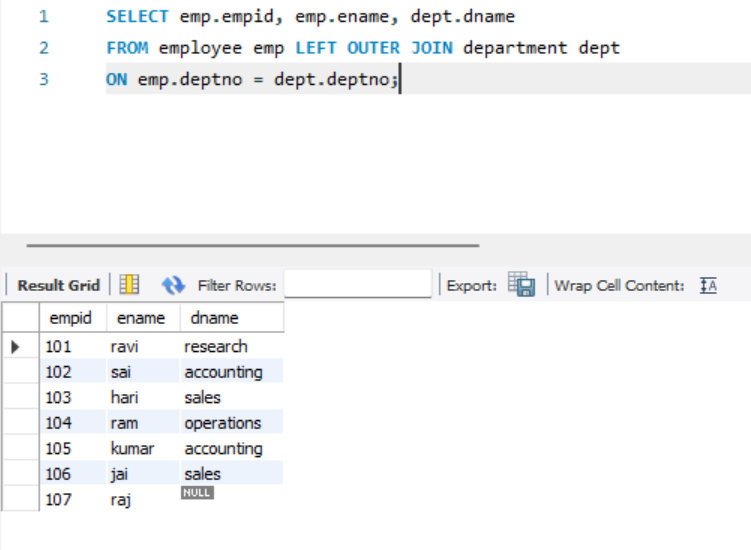 1 SELECT emp.empid, emp.ename, dept.dname
2 FROM employee emp LEFT OUTER JOIN department dept
3 ON emp.deptno = dept.deptno;
Result Grid Filter Rows: Export: Wrap Cell Content: IA
empid ename dname
101 ravi research
102 sai accounting
103 hari sales
104 ram operations
105 kumar accounting
106 jai sales
107 raj NULL